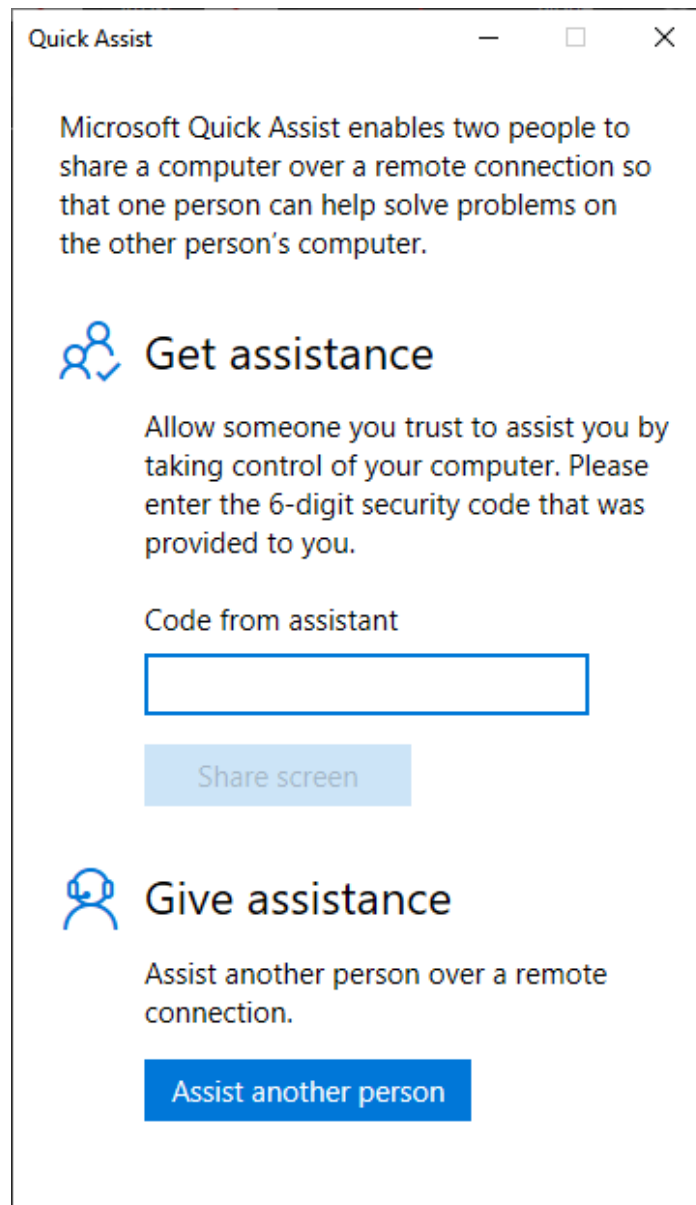 Quick Assist
Microsoft Quick Assist enables two people to
share a computer over a remote connection so
that one person can help solve problems on
the other person's computer.
Get assistance
Allow someone you trust to assist you by
taking control of your computer. Please
enter the 6-digit security code that was
provided to you.
Code from assistant
Share screen
Give assistance
Assist another person over a remote
connection.
Assist another person